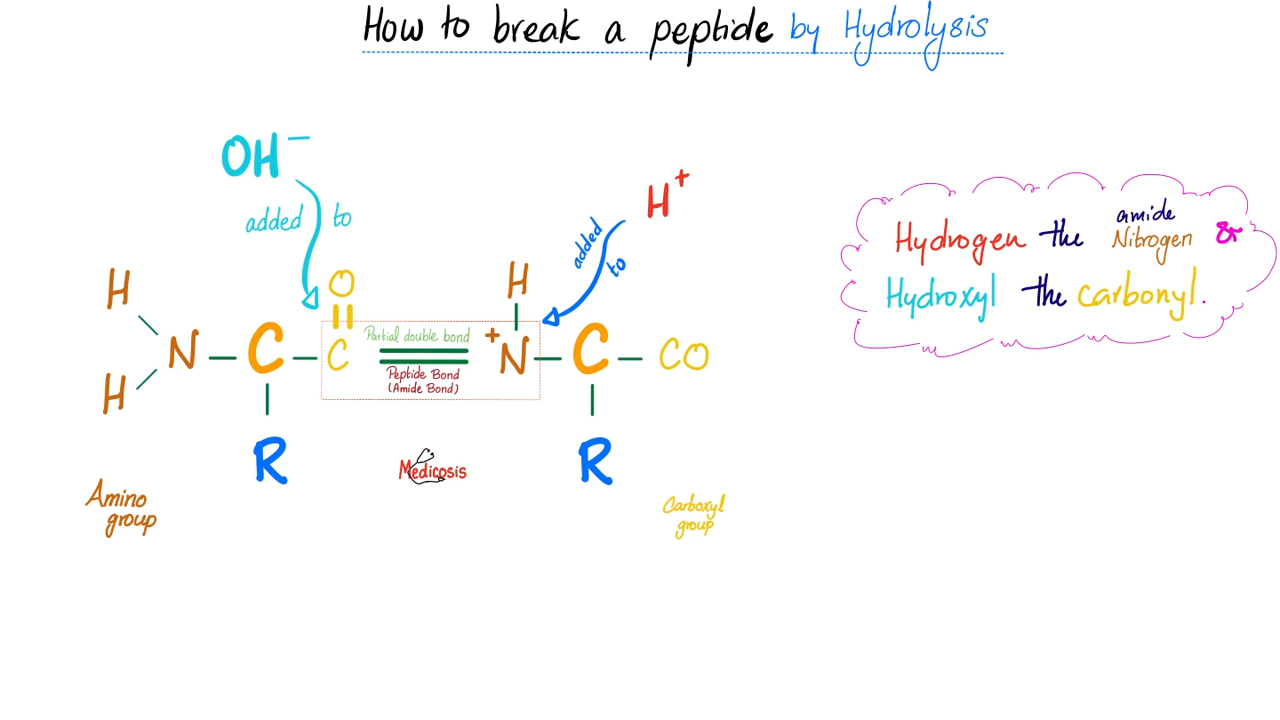 How to break a peptide by Hydrolysis
OH⁻
added to
H⁺
added to
amide
Hydrogen the Nitrogen &
Hydroxyl the carbonyl.
H
O
H
Partial double bond
N C C + N C CO
Peptide Bond
(Amide Bond)
H
R
R
Medicosis
Amino
group
Carboxyl
group